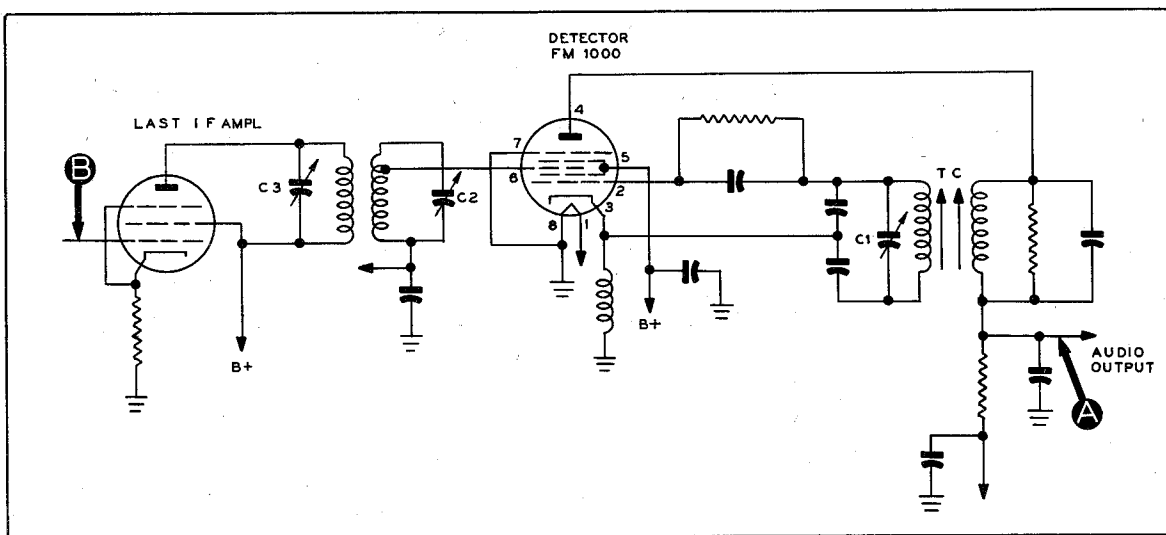 DETECTOR
FM 1000
LAST I F AMPL
B
C3
C2
4
7
6
5
2
3
8
1
B+
B+
C1
T C
AUDIO
OUTPUT
A